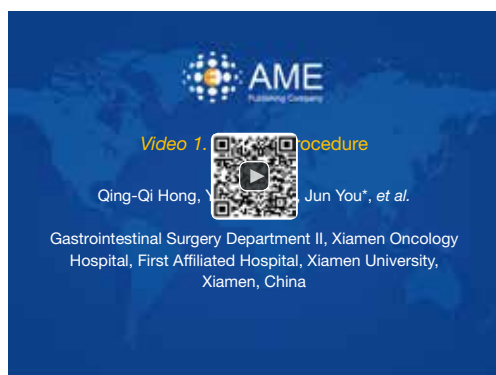 AME
Publishing Company
Video 1. rocedure
Qing-Qi Hong, Jun You*, et al.
Gastrointestinal Surgery Department II, Xiamen Oncology
Hospital, First Affiliated Hospital, Xiamen University,
Xiamen, China